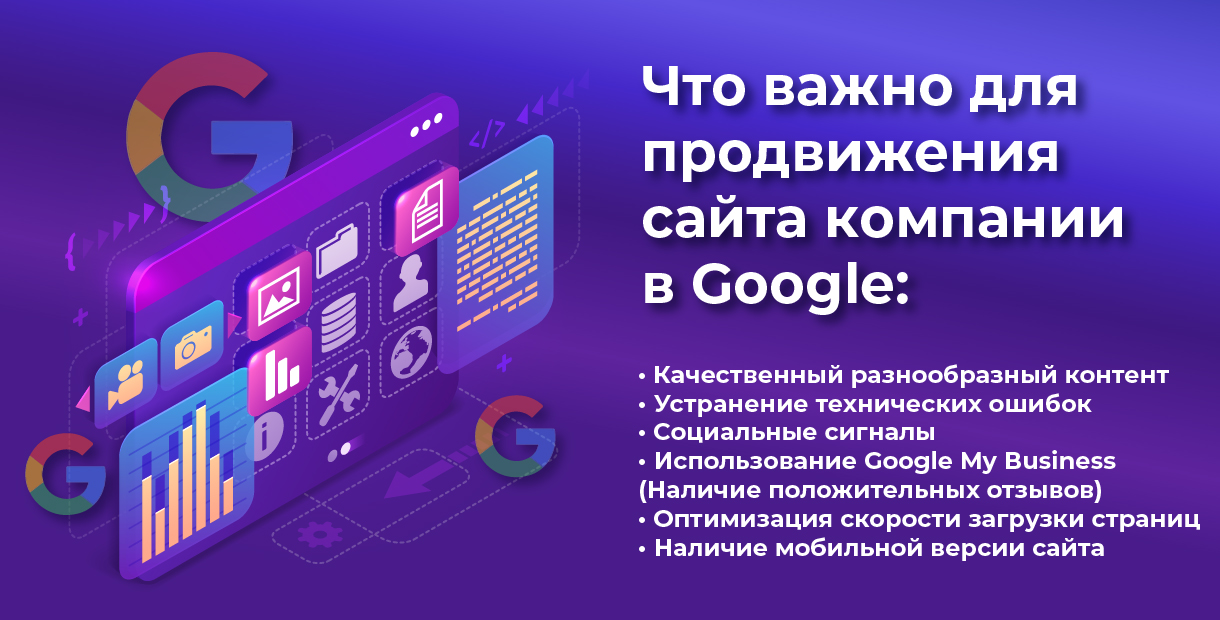 Что важно для
продвижения
сайта компании
в Google:
• Качественный разнообразный контент
• Устранение технических ошибок
• Социальные сигналы
• Использование Google My Business
(Наличие положительных отзывов)
• Оптимизация скорости загрузки страниц
• Наличие мобильной версии сайта